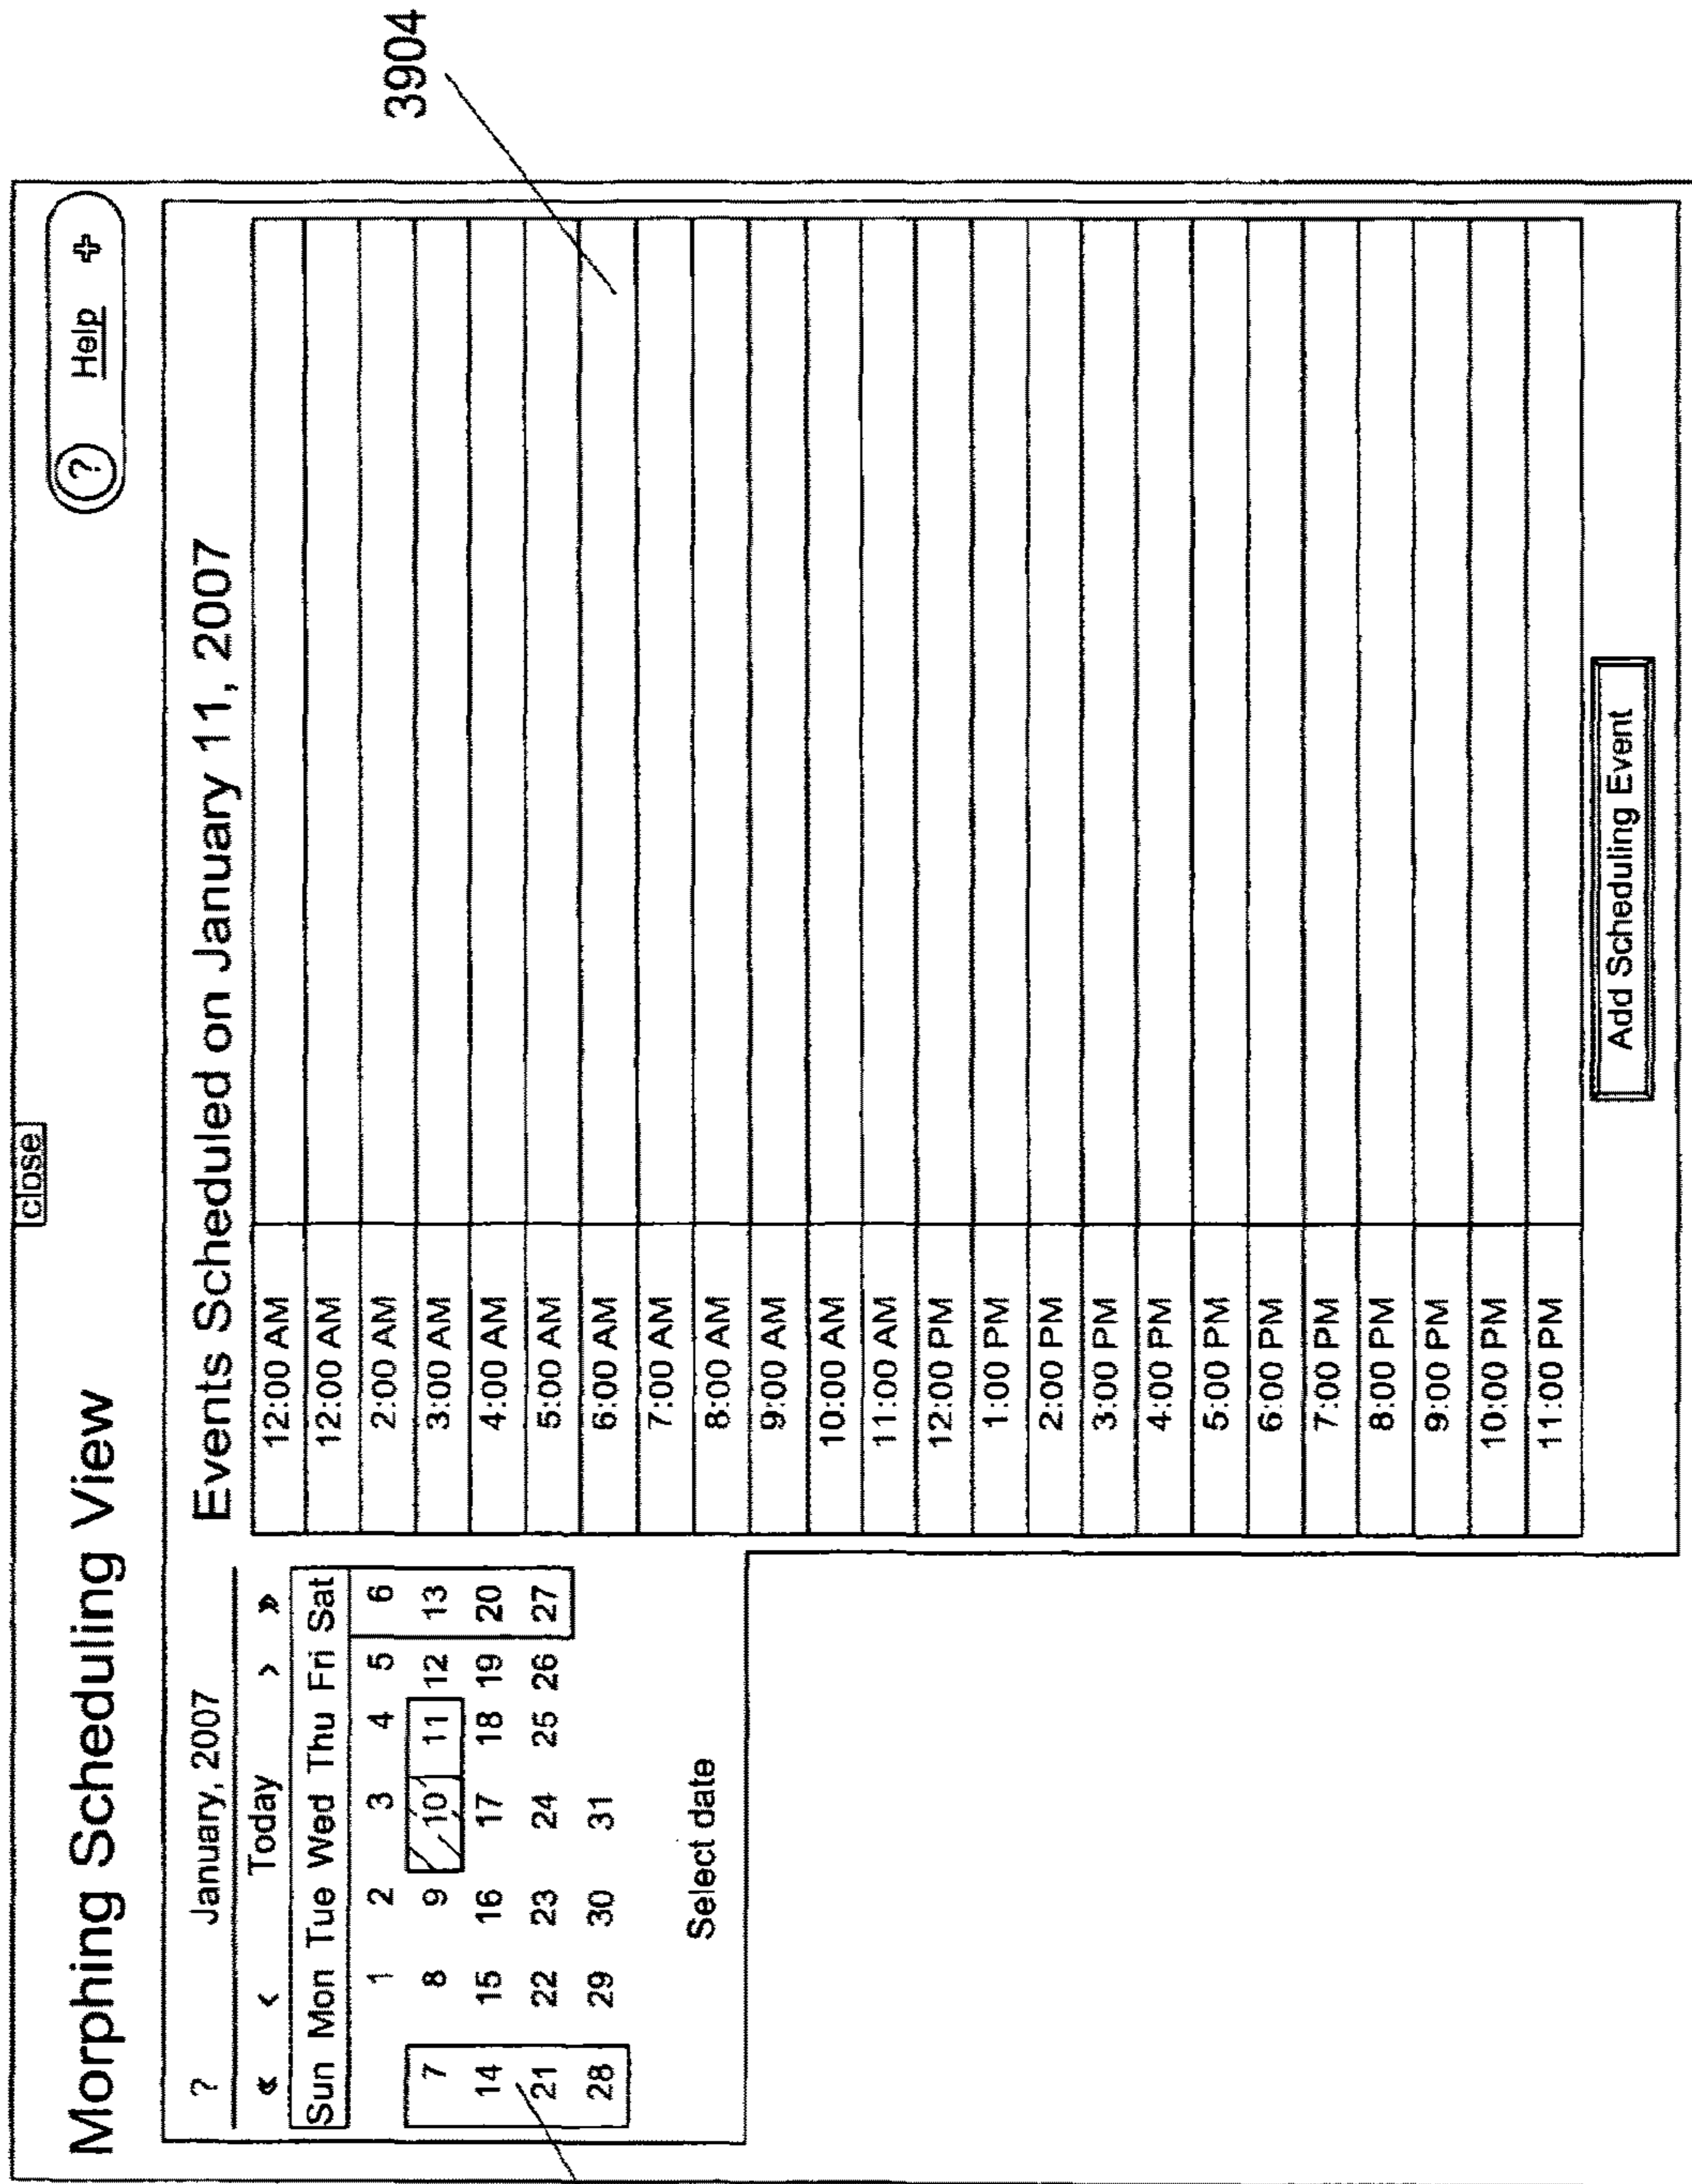 close
Morphing Scheduling View
? Help
? January, 2007
« < Today > »
Sun Mon Tue Wed Thu Fri Sat
1 2 3 4 5 6
7 8 9 10 11 12 13
14 15 16 17 18 19 20
21 22 23 24 25 26 27
28 29 30 31
Select date
Events Scheduled on January 11, 2007
12:00 AM
12:00 AM
2:00 AM
3:00 AM
4:00 AM
5:00 AM
6:00 AM
7:00 AM
8:00 AM
9:00 AM
10:00 AM
11:00 AM
12:00 PM
1:00 PM
2:00 PM
3:00 PM
4:00 PM
5:00 PM
6:00 PM
7:00 PM
8:00 PM
9:00 PM
10:00 PM
11:00 PM
Add Scheduling Event
3904